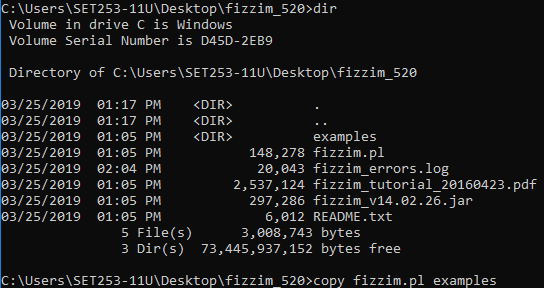 C:\Users\SET253-11U\Desktop\fizzim_520>dir
 Volume in drive C is Windows
 Volume Serial Number is D45D-2EB9

 Directory of C:\Users\SET253-11U\Desktop\fizzim_520

03/25/2019  01:17 PM    <DIR>          .
03/25/2019  01:17 PM    <DIR>          ..
03/25/2019  01:05 PM    <DIR>          examples
03/25/2019  01:05 PM           148,278 fizzim.pl
03/25/2019  02:04 PM            20,043 fizzim_errors.log
03/25/2019  01:05 PM         2,537,124 fizzim_tutorial_20160423.pdf
03/25/2019  01:05 PM           297,286 fizzim_v14.02.26.jar
03/25/2019  01:05 PM             6,012 README.txt
               5 File(s)      3,008,743 bytes
               3 Dir(s)  73,445,937,152 bytes free

C:\Users\SET253-11U\Desktop\fizzim_520>copy fizzim.pl examples